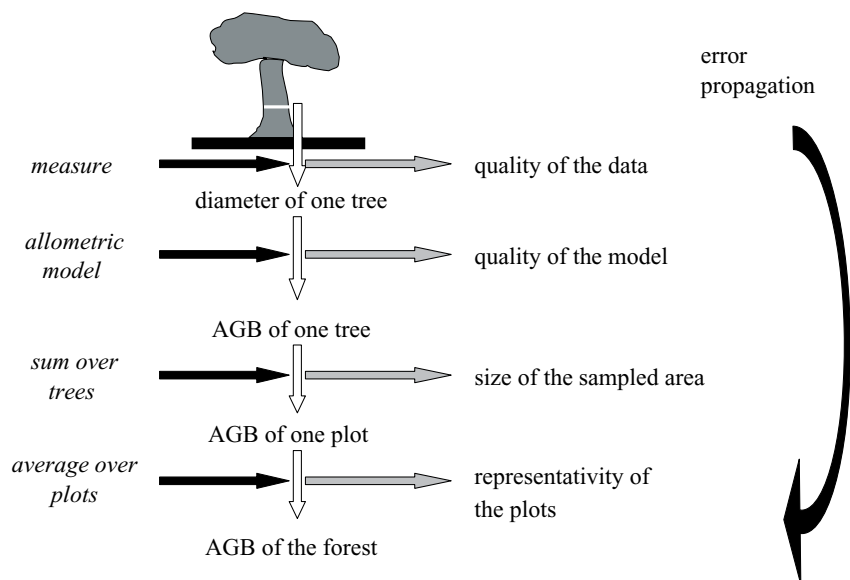 error
propagation
measure
quality of the data
diameter of one tree
allometric
model
quality of the model
AGB of one tree
sum over
trees
size of the sampled area
AGB of one plot
average over
plots
representativity of
the plots
AGB of the forest